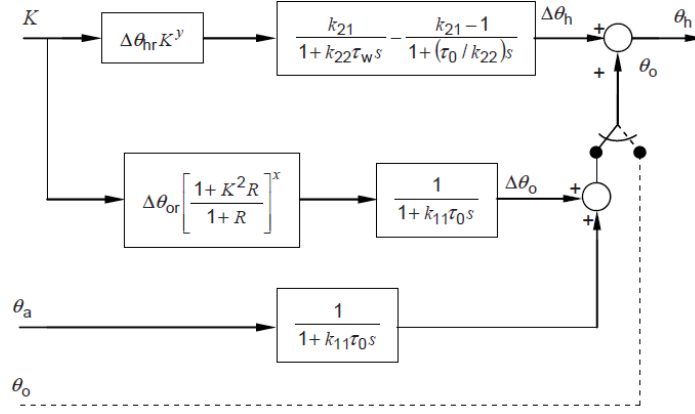 K
Δθhr K^y
k21 / (1 + k22 τw s) − (k21 − 1) / (1 + (τ0 / k22) s)
Δθh
θh
+
+
θo
Δθor [(1 + K^2 R) / (1 + R)]^x
1 / (1 + k11 τ0 s)
Δθo
+
+
θa
1 / (1 + k11 τ0 s)
θo